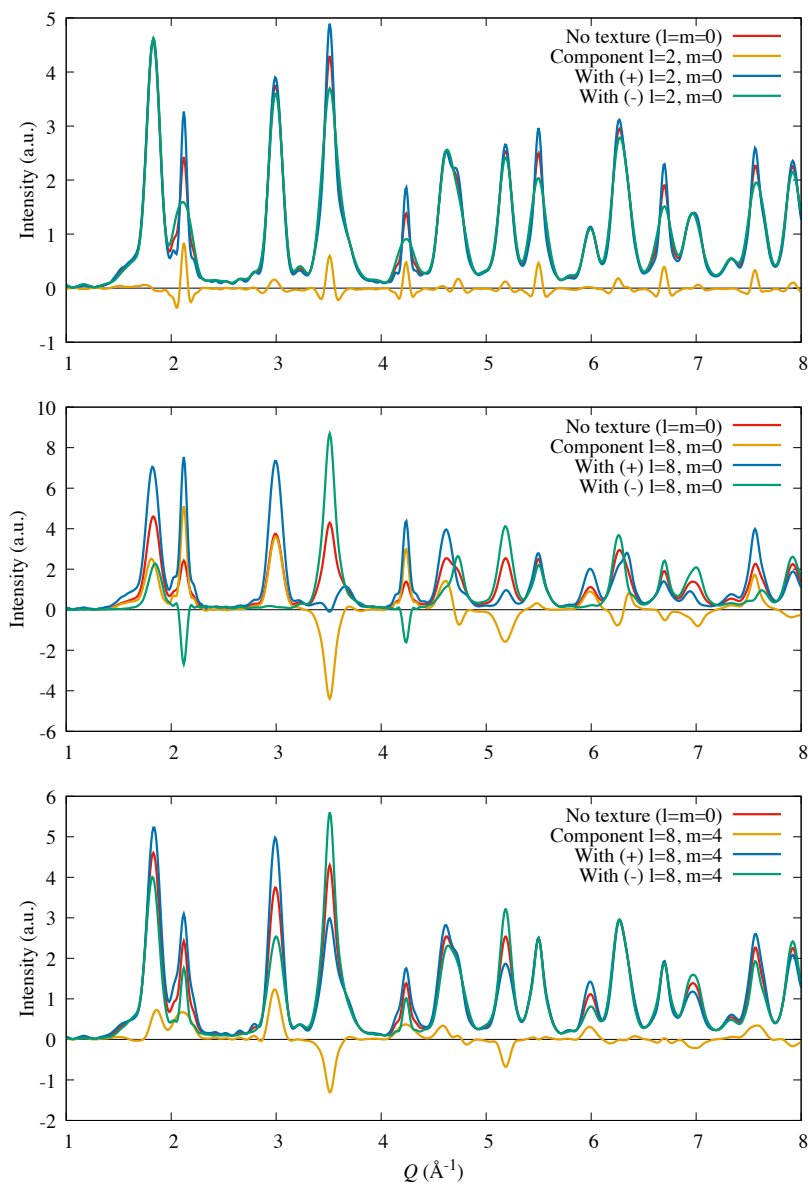 5
4
3
2
1
0
-1
Intensity (a.u.)
No texture (l=m=0)
Component l=2, m=0
With (+) l=2, m=0
With (-) l=2, m=0
1 2 3 4 5 6 7 8
10
8
6
4
2
0
-2
-4
-6
Intensity (a.u.)
No texture (l=m=0)
Component l=8, m=0
With (+) l=8, m=0
With (-) l=8, m=0
1 2 3 4 5 6 7 8
6
5
4
3
2
1
0
-1
-2
Intensity (a.u.)
No texture (l=m=0)
Component l=8, m=4
With (+) l=8, m=4
With (-) l=8, m=4
1 2 3 4 5 6 7 8
Q (Å⁻¹)